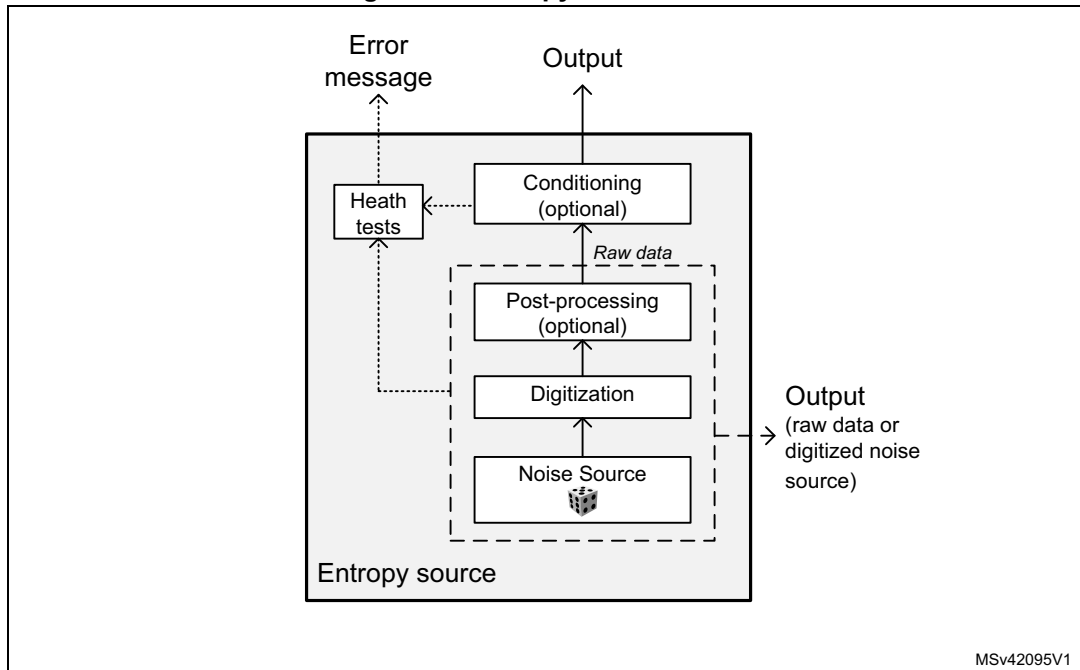 Error
message
Output
Conditioning
(optional)
Heath
tests
Raw data
Post-processing
(optional)
Digitization
Output
(raw data or
digitized noise
source)
Noise Source
Entropy source
MSv42095V1